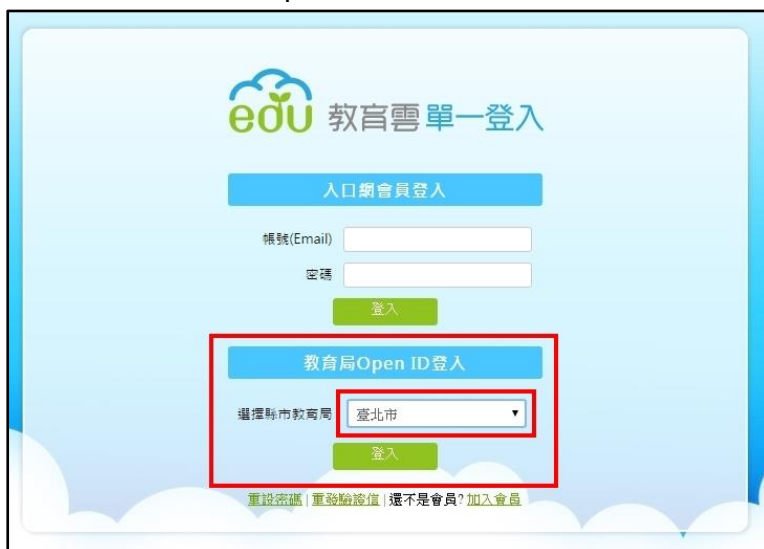 edu 教育雲單一登入
入口網會員登入
帳號(Email)
密碼
登入
教育局Open ID登入
選擇縣市教育局 臺北市
登入
重設密碼 | 重發驗證信 | 還不是會員? 加入會員